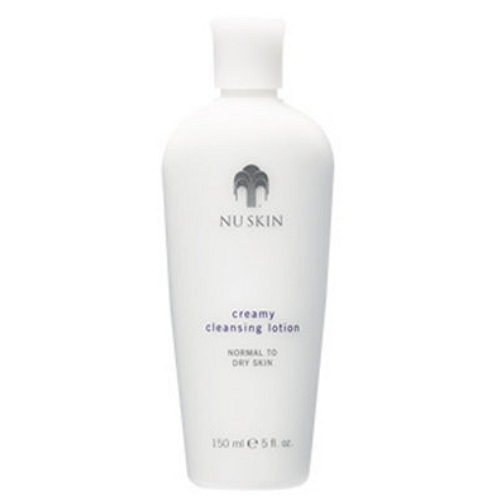 NU SKIN
creamy
cleansing lotion
NORMAL TO
DRY SKIN
150 ml ℮ 5 fl. oz.